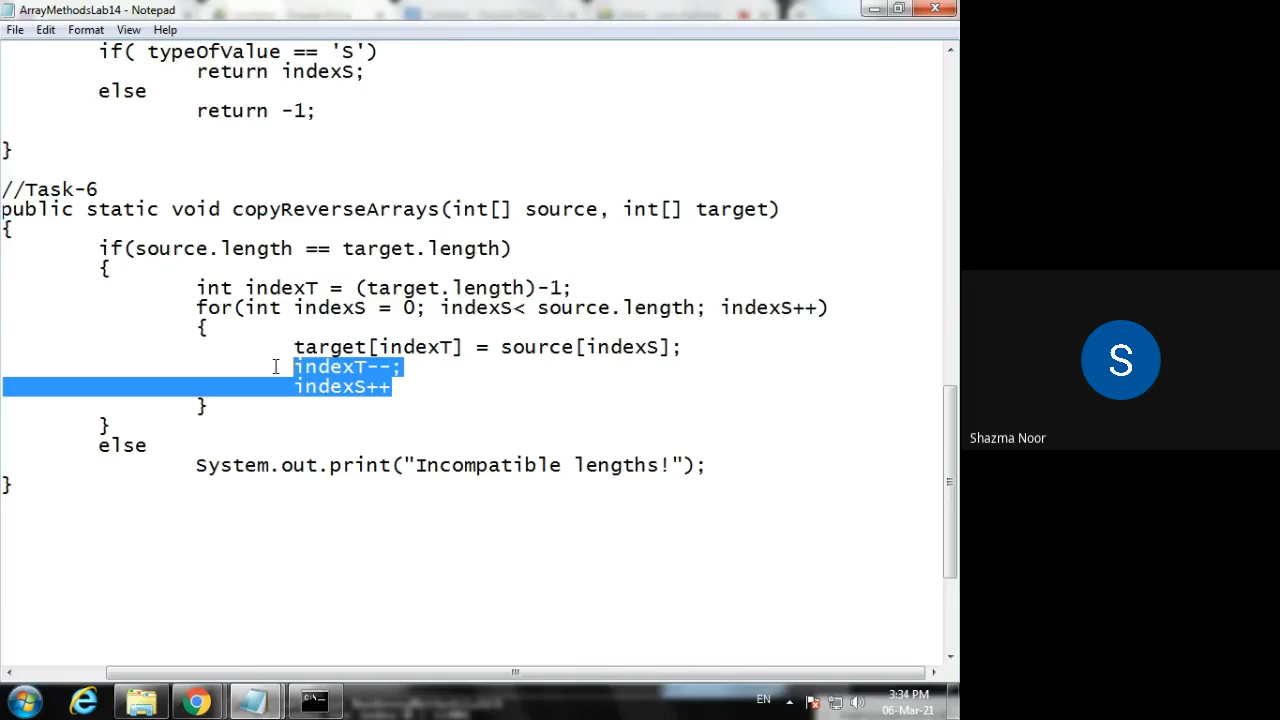 ArrayMethodsLab14 - Notepad
File Edit Format View Help
if( typeOfValue == 'S')
return indexS;
else
return -1;
}
//Task-6
public static void copyReverseArrays(int[] source, int[] target)
{
if(source.length == target.length)
{
int indexT = (target.length)-1;
for(int indexS = 0; indexS< source.length; indexS++)
{
target[indexT] = source[indexS];
indexT--;
indexS++
}
}
else
System.out.print("Incompatible lengths!");
}
S
Shazma Noor
EN
3:34 PM
06-Mar-21